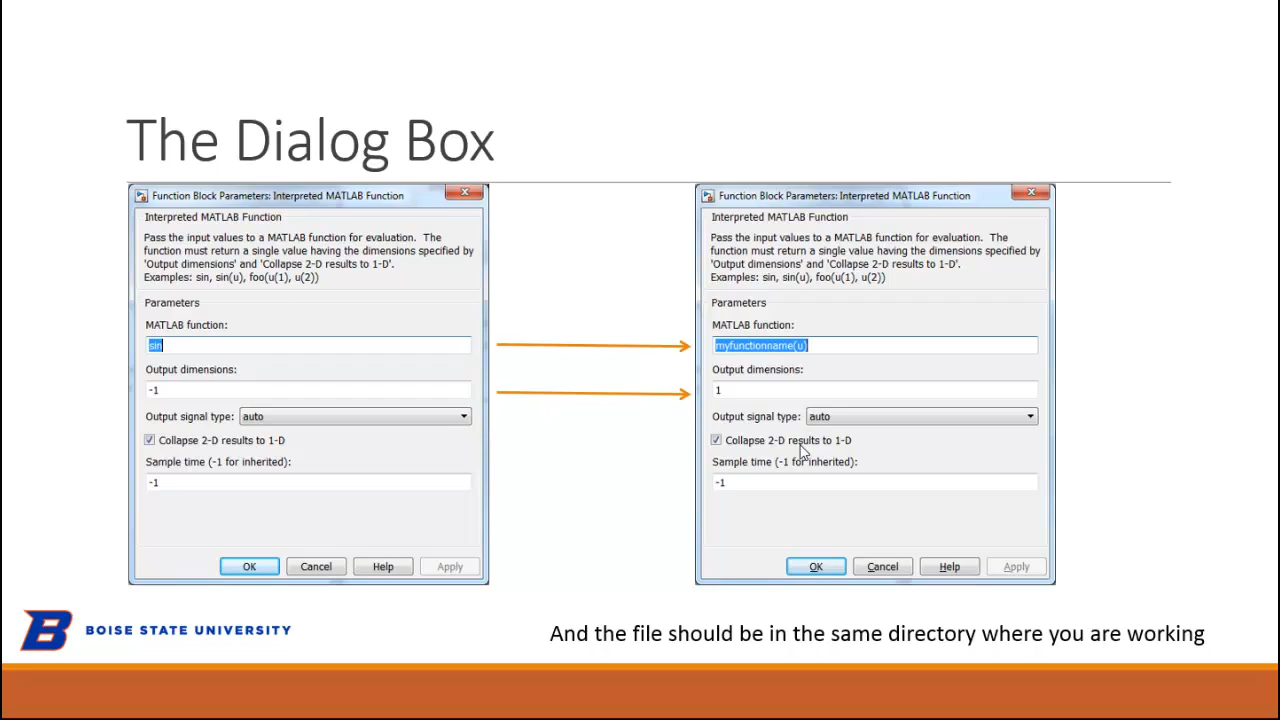 The Dialog Box
Function Block Parameters: Interpreted MATLAB Function
Interpreted MATLAB Function
Pass the input values to a MATLAB function for evaluation. The
function must return a single value having the dimensions specified by
'Output dimensions' and 'Collapse 2-D results to 1-D'.
Examples: sin, sin(u), foo(u(1), u(2))
Parameters
MATLAB function:
sin
Output dimensions:
-1
Output signal type: auto
Collapse 2-D results to 1-D
Sample time (-1 for inherited):
-1
OK Cancel Help Apply
Function Block Parameters: Interpreted MATLAB Function
Interpreted MATLAB Function
Pass the input values to a MATLAB function for evaluation. The
function must return a single value having the dimensions specified by
'Output dimensions' and 'Collapse 2-D results to 1-D'.
Examples: sin, sin(u), foo(u(1), u(2))
Parameters
MATLAB function:
myfunctionname(u)
Output dimensions:
1
Output signal type: auto
Collapse 2-D results to 1-D
Sample time (-1 for inherited):
-1
OK Cancel Help Apply
B BOISE STATE UNIVERSITY
And the file should be in the same directory where you are working